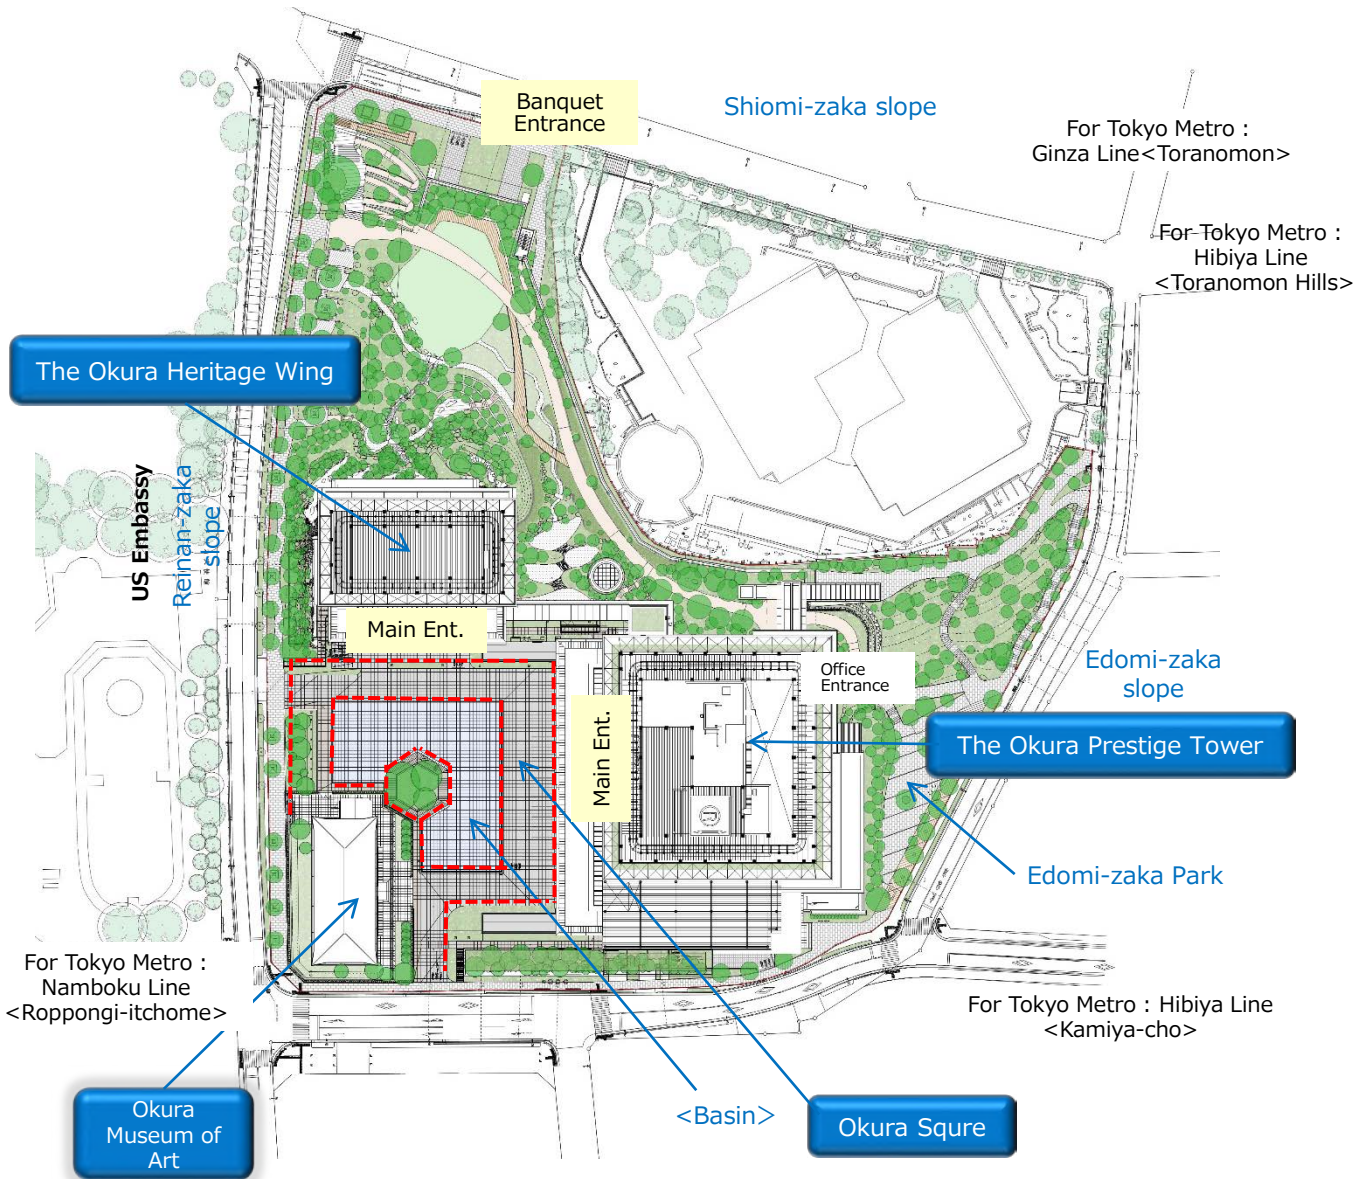 Banquet
Entrance
Shiomi-zaka slope
For Tokyo Metro :
Ginza Line<Toranomon>
For Tokyo Metro :
Hibiya Line
<Toranomon Hills>
The Okura Heritage Wing
US Embassy
Reinan-zaka
slope
Main Ent.
Main Ent.
Office
Entrance
Edomi-zaka
slope
The Okura Prestige Tower
Edomi-zaka Park
For Tokyo Metro :
Namboku Line
<Roppongi-itchome>
For Tokyo Metro : Hibiya Line
<Kamiya-cho>
Okura
Museum of
Art
<Basin>
Okura Squre